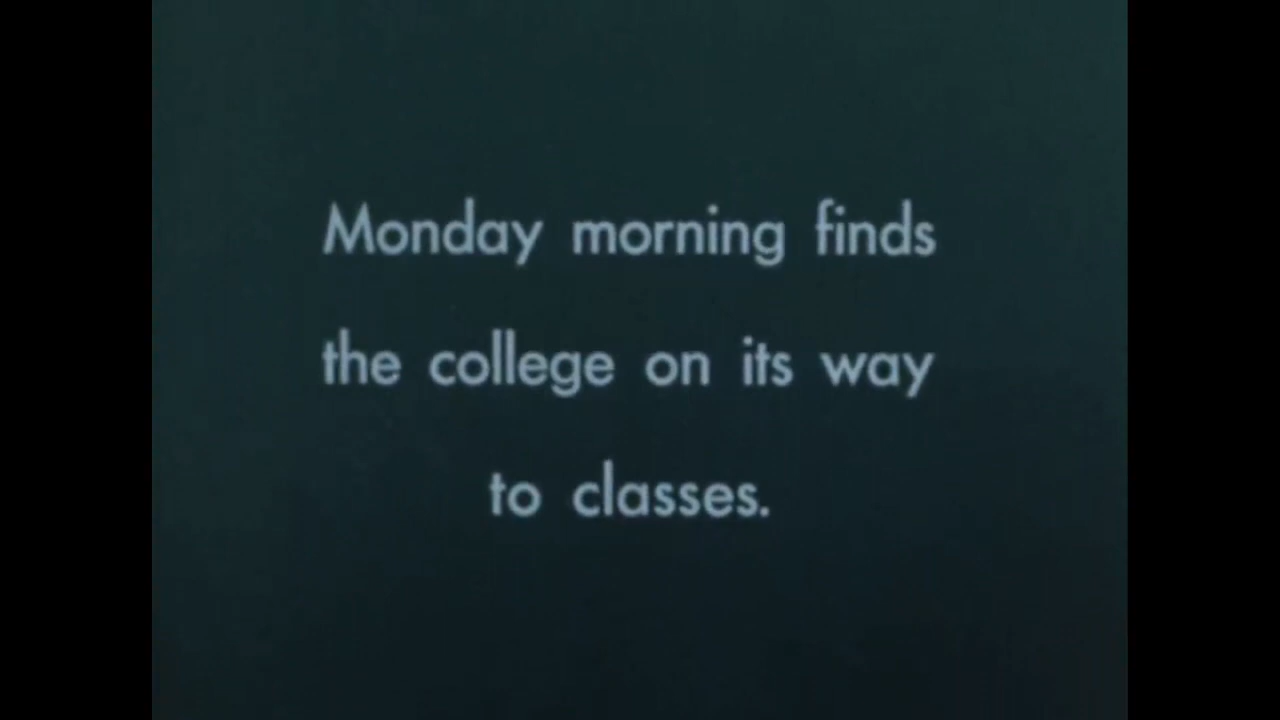 Monday morning finds
the college on its way
to classes.